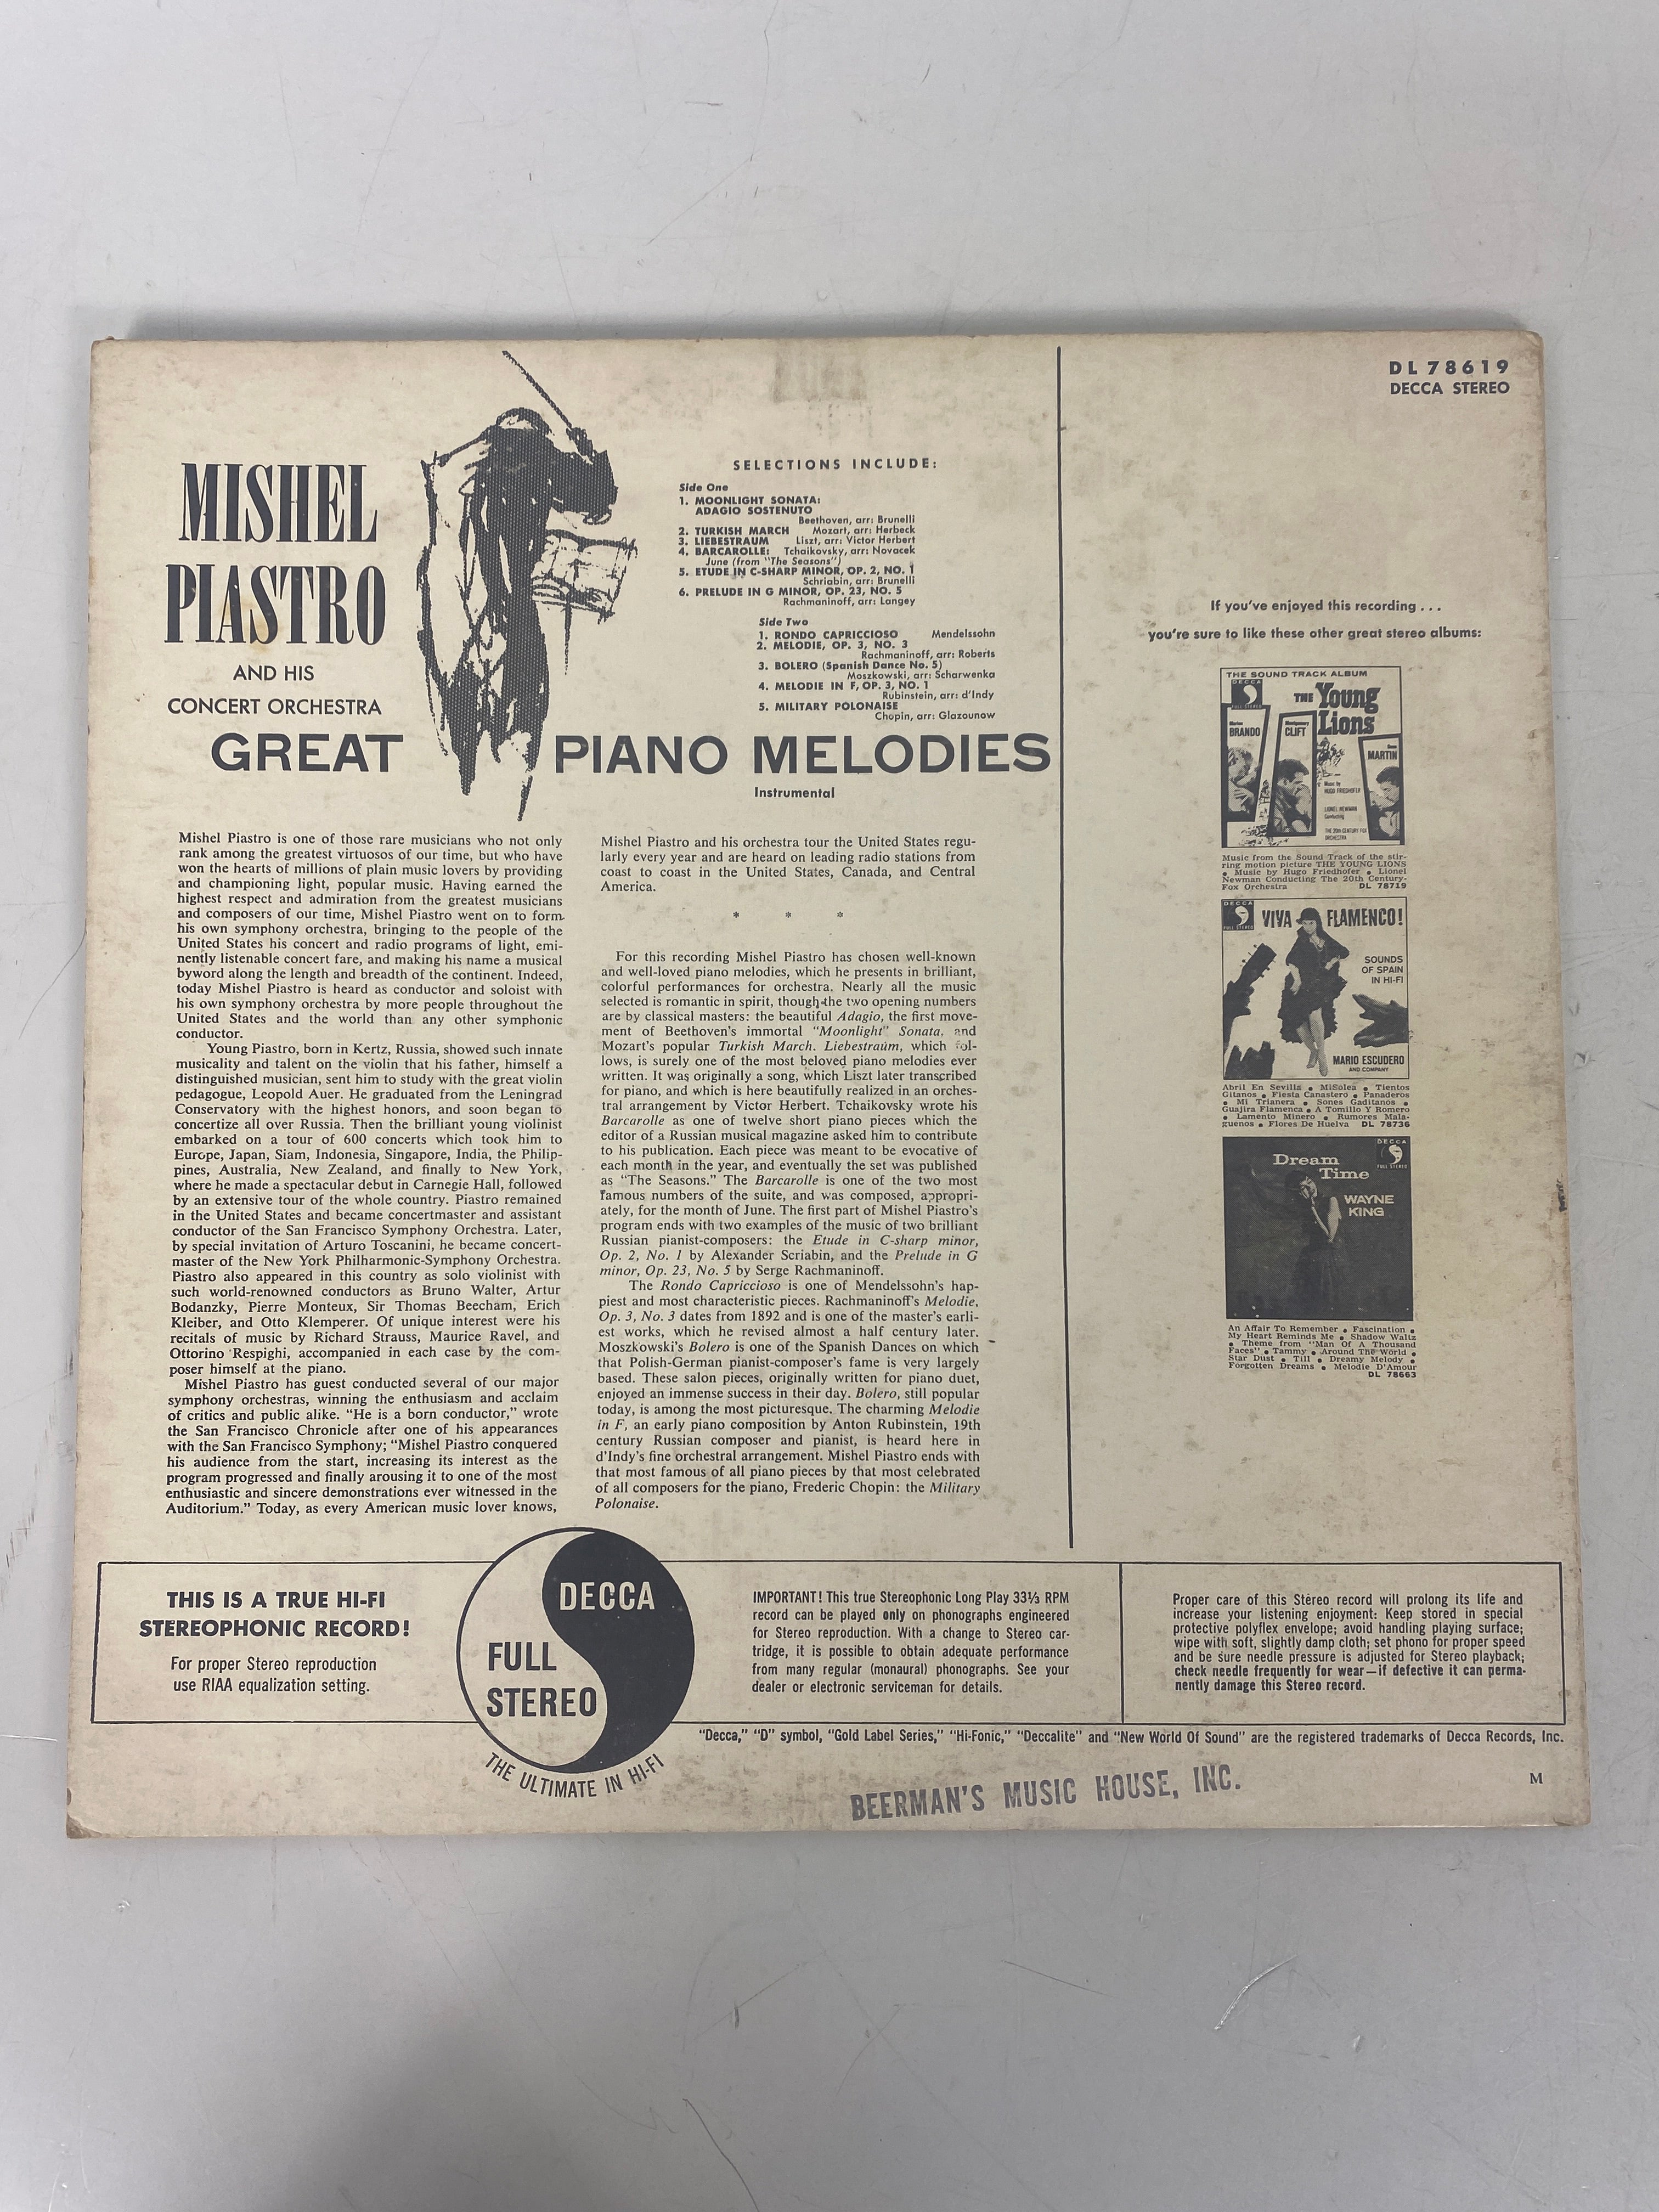 DL 78619
DECCA STEREO
MISHEL
PIASTRO
AND HIS
CONCERT ORCHESTRA
GREAT PIANO MELODIES
Instrumental
SELECTIONS INCLUDE:
Side One
1. MOONLIGHT SONATA:
ADAGIO SOSTENUTO
Beethoven, arr: Brunelli
2. TURKISH MARCH Mozart, arr: Herbeck
3. LIEBESTRAUM Liszt, arr: Victor Herbert
4. BARCAROLLE: Tchaikovsky, arr: Novacek
June (from "The Seasons")
5. ETUDE IN C-SHARP MINOR, OP. 2, NO. 1
Schriabin, arr: Brunelli
6. PRELUDE IN G MINOR, OP. 23, NO. 5
Rachmaninoff, arr: Langey
Side Two
1. RONDO CAPRICCIOSO Mendelssohn
2. MELODIE, OP. 3, NO. 3
Rachmaninoff, arr: Roberts
3. BOLERO (Spanish Dance No. 5)
Moszkowski, arr: Scharwenka
4. MELODIE IN F, OP. 3, NO. 1
Rubinstein, arr: d'Indy
5. MILITARY POLONAISE
Chopin, arr: Glazounow
Mishel Piastro is one of those rare musicians who not only
rank among the greatest virtuosos of our time, but who have
won the hearts of millions of plain music lovers by providing
and championing light, popular music. Having earned the
highest respect and admiration from the greatest musicians
and composers of our time, Mishel Piastro went on to form
his own symphony orchestra, bringing to the people of the
United States his concert and radio programs of light, emi-
nently listenable concert fare, and making his name a musical
byword along the length and breadth of the continent. Indeed,
today Mishel Piastro is heard as conductor and soloist with
his own symphony orchestra by more people throughout the
United States and the world than any other symphonic
conductor.
Young Piastro, born in Kertz, Russia, showed such innate
musicality and talent on the violin that his father, himself a
distinguished musician, sent him to study with the great violin
pedagogue, Leopold Auer. He graduated from the Leningrad
Conservatory with the highest honors, and soon began to
concertize all over Russia. Then the brilliant young violinist
embarked on a tour of 600 concerts which took him to
Europe, Japan, Siam, Indonesia, Singapore, India, the Philip-
pines, Australia, New Zealand, and finally to New York,
where he made a spectacular debut in Carnegie Hall, followed
by an extensive tour of the whole country. Piastro remained
in the United States and became concertmaster and assistant
conductor of the San Francisco Symphony Orchestra. Later,
by special invitation of Arturo Toscanini, he became concert-
master of the New York Philharmonic-Symphony Orchestra.
Piastro also appeared in this country as solo violinist with
such world-renowned conductors as Bruno Walter, Artur
Bodanzky, Pierre Monteux, Sir Thomas Beecham, Erich
Kleiber, and Otto Klemperer. Of unique interest were his
recitals of music by Richard Strauss, Maurice Ravel, and
Ottorino Respighi, accompanied in each case by the com-
poser himself at the piano.
Mishel Piastro has guest conducted several of our major
symphony orchestras, winning the enthusiasm and acclaim
of critics and public alike. "He is a born conductor," wrote
the San Francisco Chronicle after one of his appearances
with the San Francisco Symphony; "Mishel Piastro conquered
his audience from the start, increasing its interest as the
program progressed and finally arousing it to one of the most
enthusiastic and sincere demonstrations ever witnessed in the
Auditorium." Today, as every American music lover knows,
Mishel Piastro and his orchestra tour the United States regu-
larly every year and are heard on leading radio stations from
coast to coast in the United States, Canada, and Central
America.
* * *
For this recording Mishel Piastro has chosen well-known
and well-loved piano melodies, which he presents in brilliant,
colorful performances for orchestra. Nearly all the music
selected is romantic in spirit, though the two opening numbers
are by classical masters: the beautiful Adagio, the first move-
ment of Beethoven's immortal "Moonlight" Sonata, and
Mozart's popular Turkish March. Liebestraum, which fol-
lows, is surely one of the most beloved piano melodies ever
written. It was originally a song, which Liszt later transcribed
for piano, and which is here beautifully realized in an orches-
tral arrangement by Victor Herbert. Tchaikovsky wrote his
Barcarolle as one of twelve short piano pieces which the
editor of a Russian musical magazine asked him to contribute
to his publication. Each piece was meant to be evocative of
each month in the year, and eventually the set was published
as "The Seasons." The Barcarolle is one of the two most
famous numbers of the suite, and was composed, appropri-
ately, for the month of June. The first part of Mishel Piastro's
program ends with two examples of the music of two brilliant
Russian pianist-composers: the Etude in C-sharp minor,
Op. 2, No. 1 by Alexander Scriabin, and the Prelude in G
minor, Op. 23, No. 5 by Serge Rachmaninoff.
The Rondo Capriccioso is one of Mendelssohn's hap-
piest and most characteristic pieces. Rachmaninoff's Melodie,
Op. 3, No. 3 dates from 1892 and is one of the master's earli-
est works, which he revised almost a half century later.
Moszkowski's Bolero is one of the Spanish Dances on which
that Polish-German pianist-composer's fame is very largely
based. These salon pieces, originally written for piano duet,
enjoyed an immense success in their day. Bolero, still popular
today, is among the most picturesque. The charming Melodie
in F, an early piano composition by Anton Rubinstein, 19th
century Russian composer and pianist, is heard here in
d'Indy's fine orchestral arrangement. Mishel Piastro ends with
that most famous of all piano pieces by that most celebrated
of all composers for the piano, Frederic Chopin: the Military
Polonaise.
If you've enjoyed this recording . . .
you're sure to like these other great stereo albums:
THE SOUND TRACK ALBUM
DECCA
FULL STEREO
THE Young
Lions
Marlon
BRANDO
Montgomery
CLIFT
Dean
MARTIN
Music by
HUGO FRIEDHOFER
LIONEL NEWMAN
Conducting
THE 20th CENTURY FOX
ORCHESTRA
Music from the Sound Track of the stir-
ring motion picture THE YOUNG LIONS
• Music by Hugo Friedhofer • Lionel
Newman Conducting The 20th Century-
Fox Orchestra DL 78719
DECCA
FULL STEREO
VIVA FLAMENCO!
SOUNDS
OF SPAIN
IN HI-FI
MARIO ESCUDERO
AND COMPANY
Abril En Sevilla • MiSolea • Tientos
Gitanos • Fiesta Canastero • Panaderos
• Mi Trianera • Sones Gaditanos •
Guajira Flamenca • A Tomillo Y Romero
• Lamento Minero • Rumores Mala-
guenos • Flores De Huelva DL 78736
DECCA
FULL STEREO
Dream
Time
WAYNE
KING
An Affair To Remember • Fascination •
My Heart Reminds Me • Shadow Waltz
• Theme from "Man Of A Thousand
Faces" • Tammy • Around The World •
Star Dust • Till • Dreamy Melody •
Forgotten Dreams • Melodie D'Amour
DL 78663
THIS IS A TRUE HI-FI
STEREOPHONIC RECORD!
For proper Stereo reproduction
use RIAA equalization setting.
DECCA
FULL
STEREO
THE ULTIMATE IN HI-FI
IMPORTANT! This true Stereophonic Long Play 33⅓ RPM
record can be played only on phonographs engineered
for Stereo reproduction. With a change to Stereo car-
tridge, it is possible to obtain adequate performance
from many regular (monaural) phonographs. See your
dealer or electronic serviceman for details.
Proper care of this Stereo record will prolong its life and
increase your listening enjoyment: Keep stored in special
protective polyflex envelope; avoid handling playing surface;
wipe with soft, slightly damp cloth; set phono for proper speed
and be sure needle pressure is adjusted for Stereo playback;
check needle frequently for wear—if defective it can perma-
nently damage this Stereo record.
"Decca," "D" symbol, "Gold Label Series," "Hi-Fonic," "Deccalite" and "New World Of Sound" are the registered trademarks of Decca Records, Inc.
BEERMAN'S MUSIC HOUSE, INC.
M